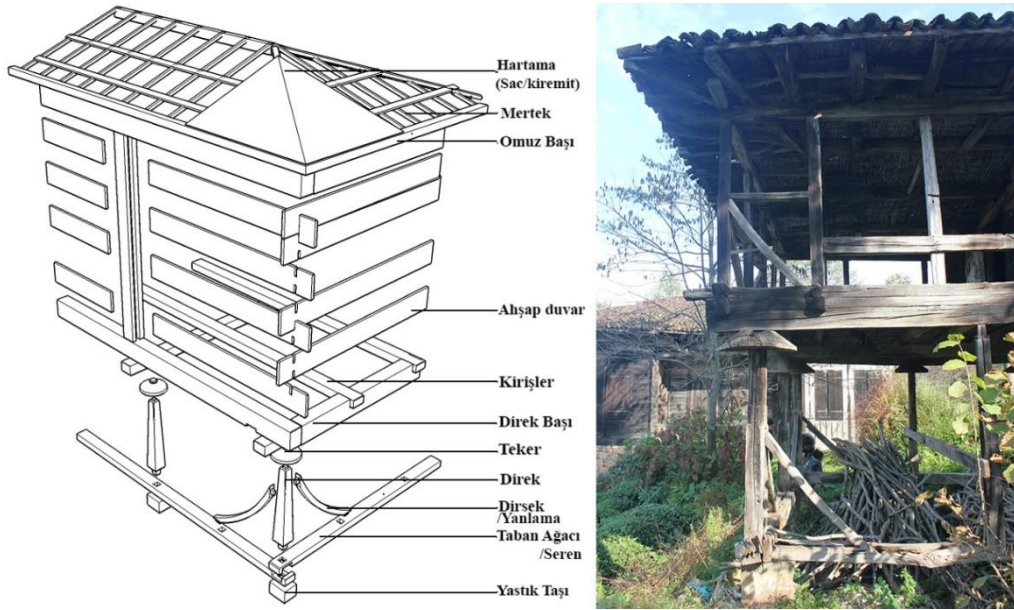 Hartama
(Sac/kiremit)
Mertek
Omuz Başı
Ahşap duvar
Kirişler
Direk Başı
Teker
Direk
Dirsek
/Yanlama
Taban Ağacı
/Seren
Yastık Taşı